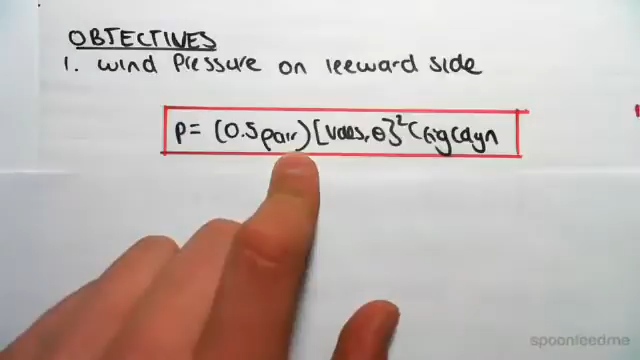 OBJECTIVES
1. Wind pressure on leeward side
P = (0.5ρair)[Vdes,θ]²CfigCdyn
spoonfeedme